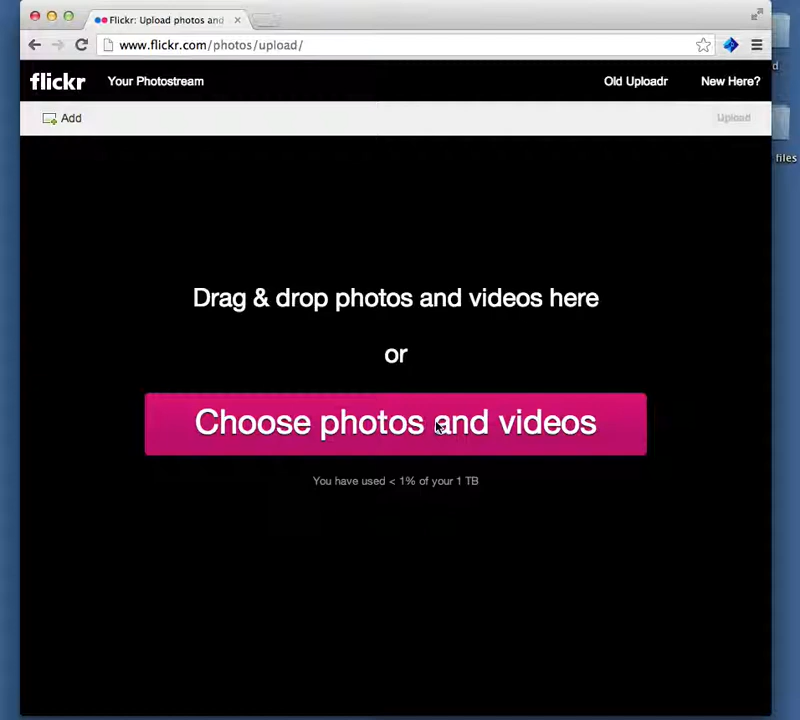 Flickr: Upload photos and
www.flickr.com/photos/upload/
flickr Your Photostream Old Uploadr New Here?
Add Upload
files
Drag & drop photos and videos here
or
Choose photos and videos
You have used < 1% of your 1 TB